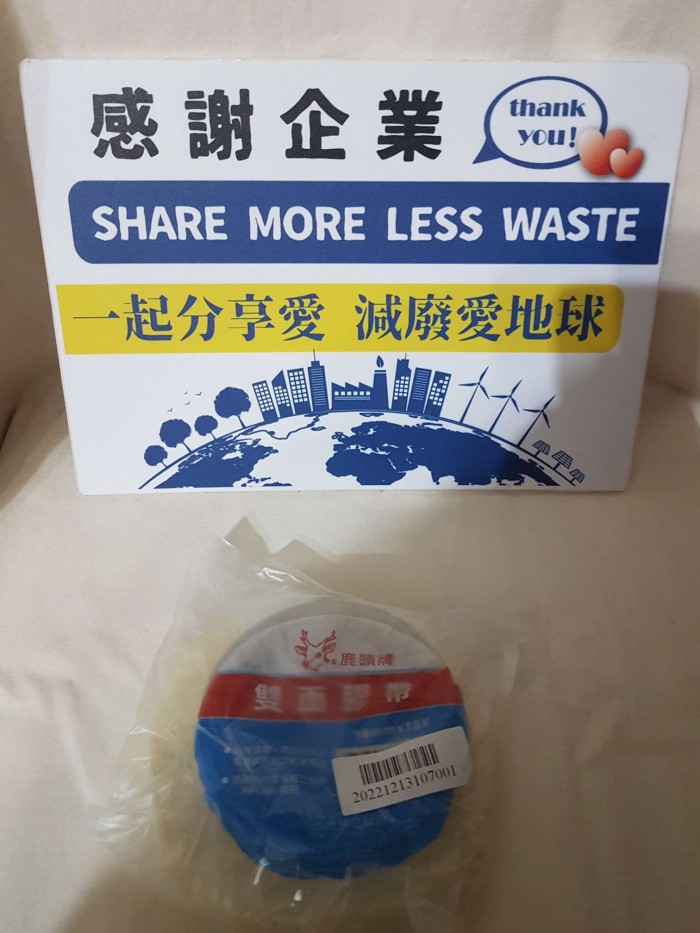 感謝企業
thank
you!
SHARE MORE LESS WASTE
一起分享愛 減廢愛地球
鹿頭牌
雙面膠帶
20221213107001